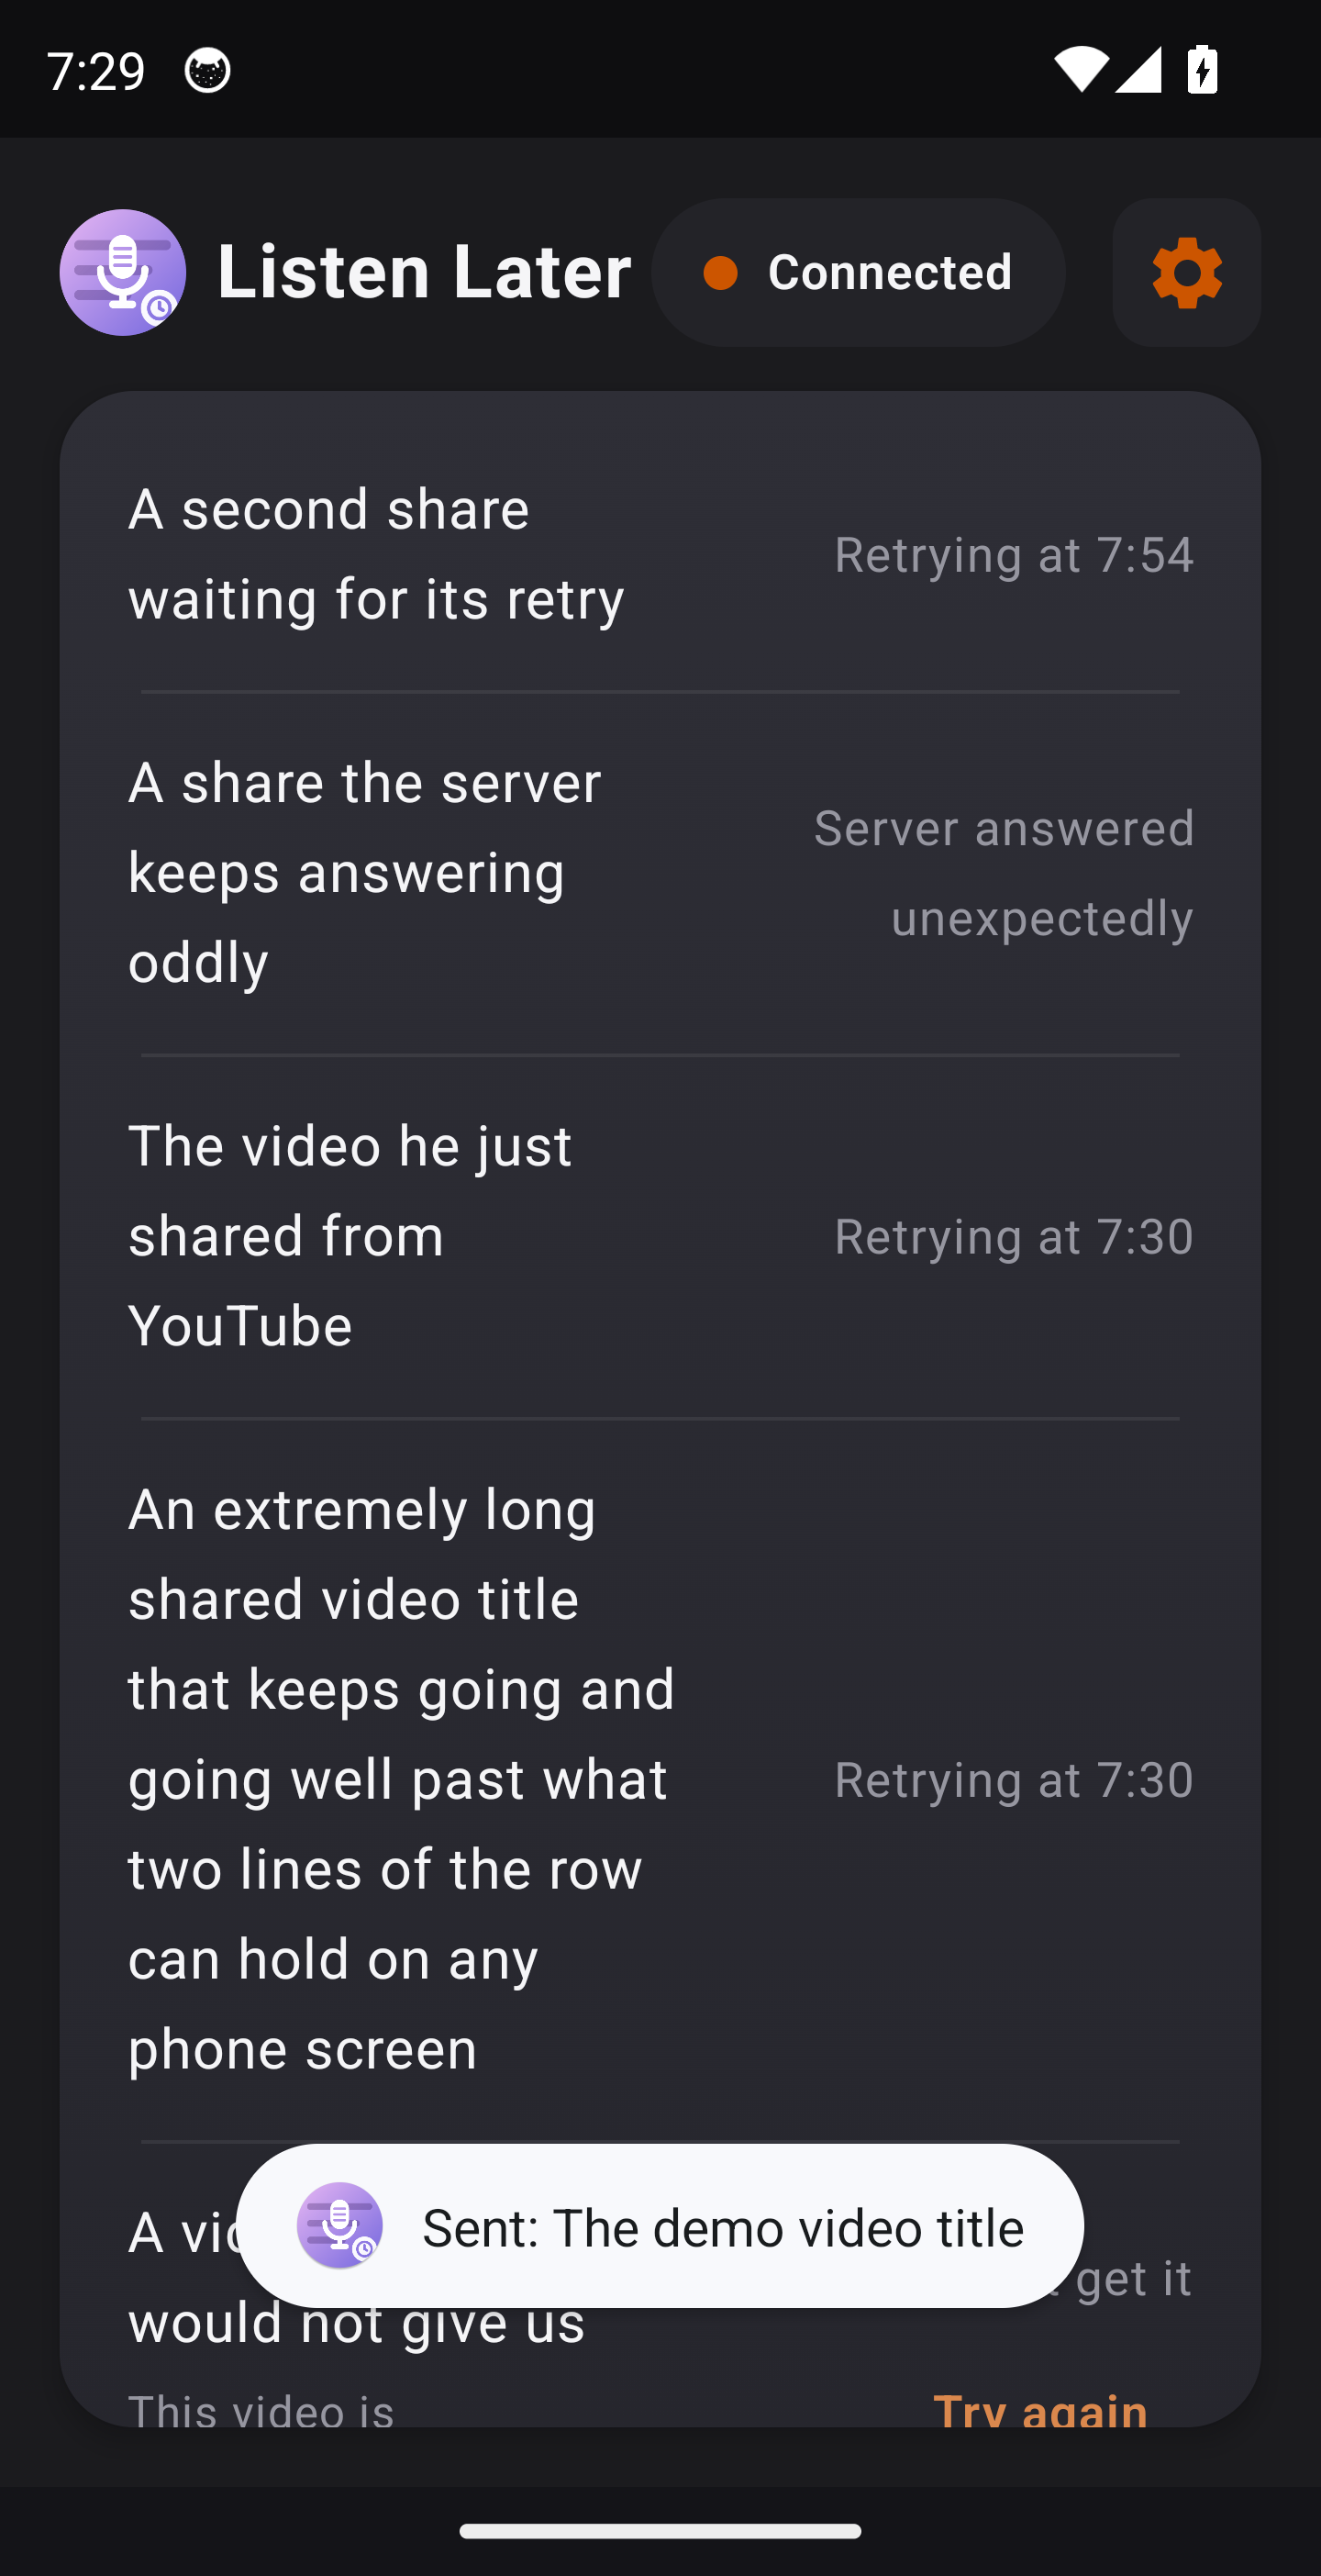 7:29
Listen Later
Connected
A second share
waiting for its retry
Retrying at 7:54
A share the server
keeps answering
oddly
Server answered
unexpectedly
The video he just
shared from
YouTube
Retrying at 7:30
An extremely long
shared video title
that keeps going and
going well past what
two lines of the row
can hold on any
phone screen
Retrying at 7:30
Sent: The demo video title
A
get it
would not give us
This video is
Try again